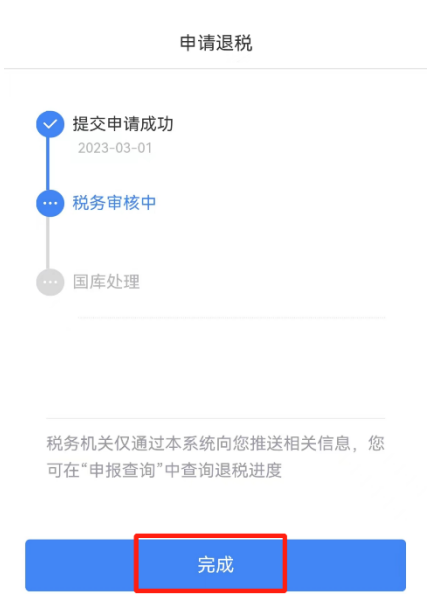 申请退税
提交申请成功
2023-03-01
税务审核中
国库处理
税务机关仅通过本系统向您推送相关信息，您
可在“申报查询”中查询退税进度
完成